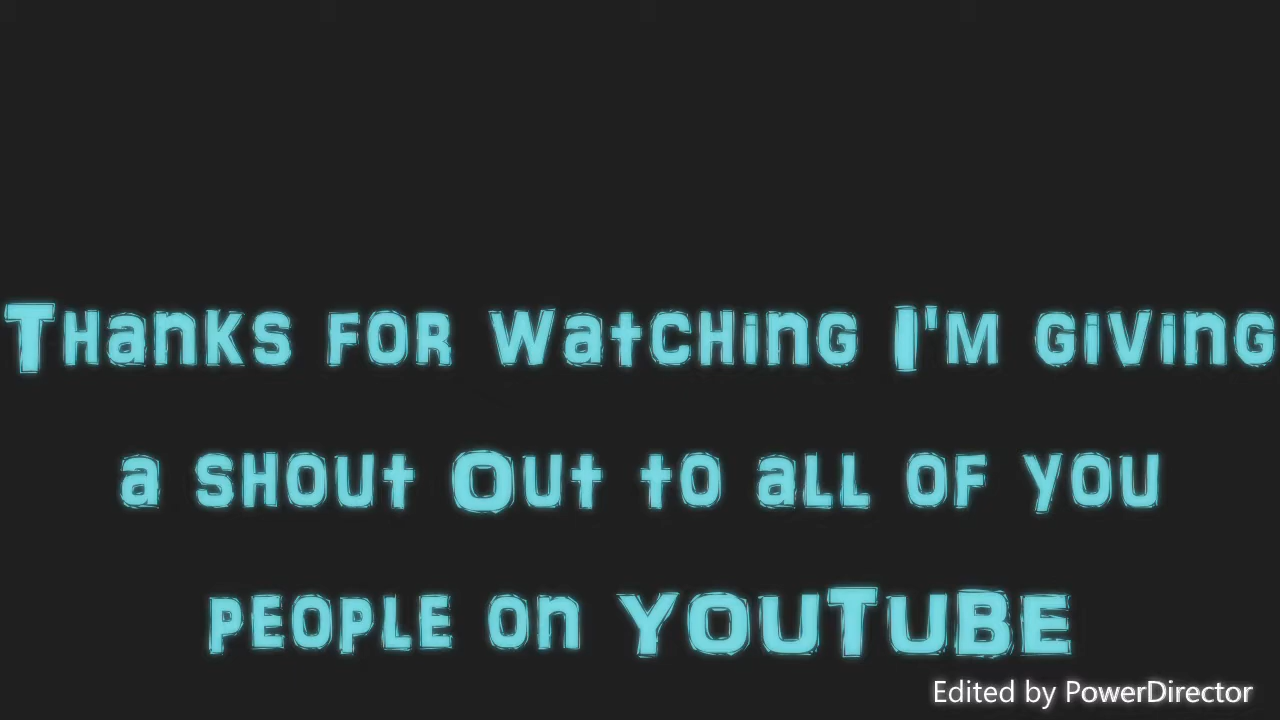 Thanks for watching I'm giving
a shout Out to all of you
people on YOUTUBE
Edited by PowerDirector